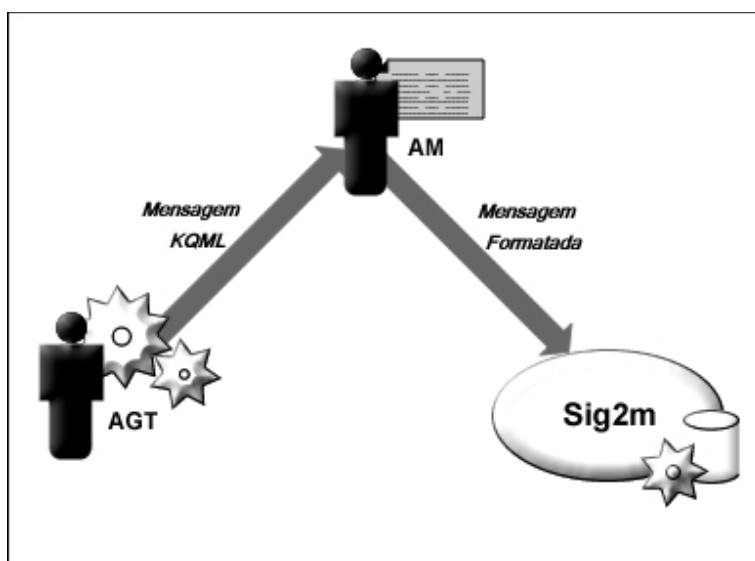 AM
Mensagem
KQML
Mensagem
Formatada
AGT
Sig2m